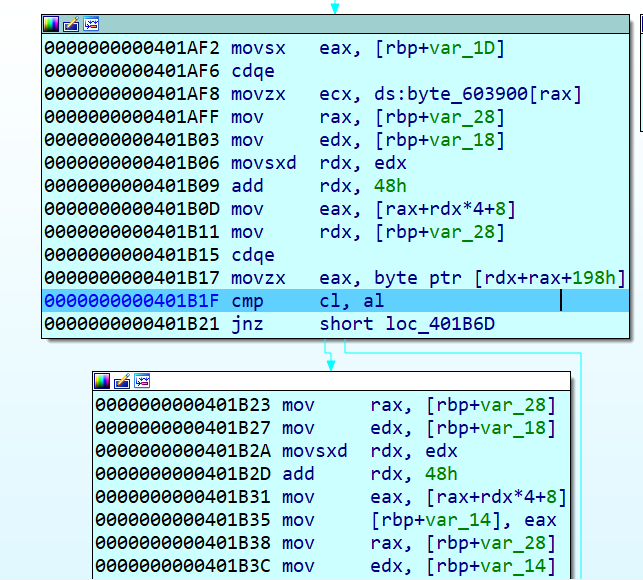 0000000000401AF2 movsx eax, [rbp+var_1D]
0000000000401AF6 cdqe
0000000000401AF8 movzx ecx, ds:byte_603900[rax]
0000000000401AFF mov rax, [rbp+var_28]
0000000000401B03 mov edx, [rbp+var_18]
0000000000401B06 movsxd rdx, edx
0000000000401B09 add rdx, 48h
0000000000401B0D mov eax, [rax+rdx*4+8]
0000000000401B11 mov rdx, [rbp+var_28]
0000000000401B15 cdqe
0000000000401B17 movzx eax, byte ptr [rdx+rax+198h]
0000000000401B1F cmp cl, al
0000000000401B21 jnz short loc_401B6D
0000000000401B23 mov rax, [rbp+var_28]
0000000000401B27 mov edx, [rbp+var_18]
0000000000401B2A movsxd rdx, edx
0000000000401B2D add rdx, 48h
0000000000401B31 mov eax, [rax+rdx*4+8]
0000000000401B35 mov [rbp+var_14], eax
0000000000401B38 mov rax, [rbp+var_28]
0000000000401B3C mov edx, [rbp+var_14]